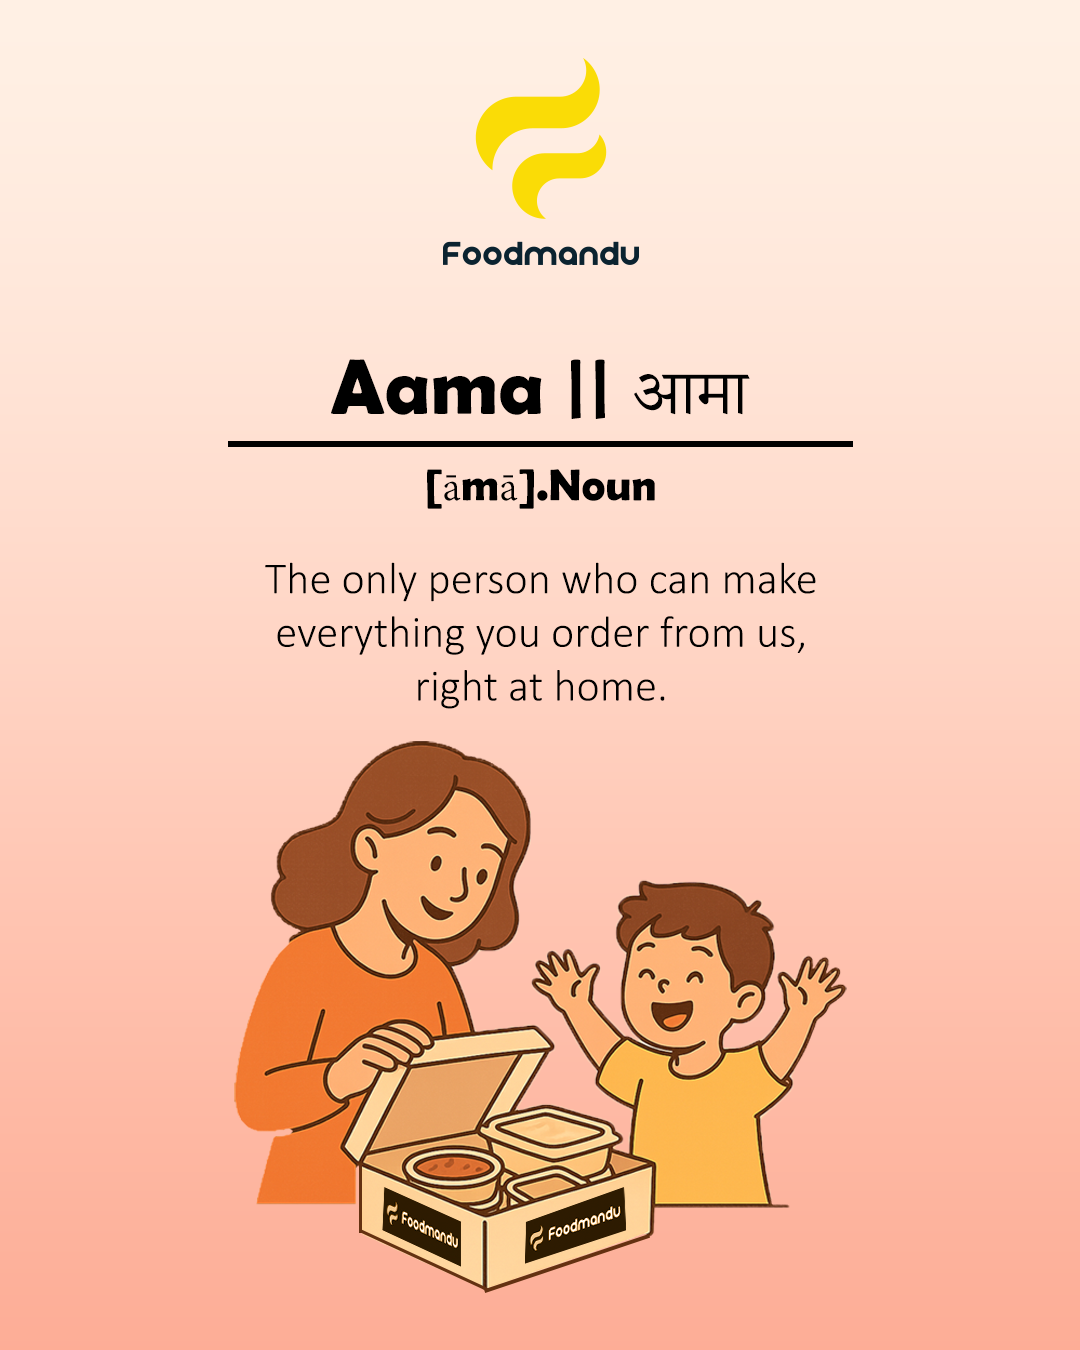 Foodmandu
Aama || आमा
[āmā].Noun
The only person who can make
everything you order from us,
right at home.
Foodmandu
Foodmandu